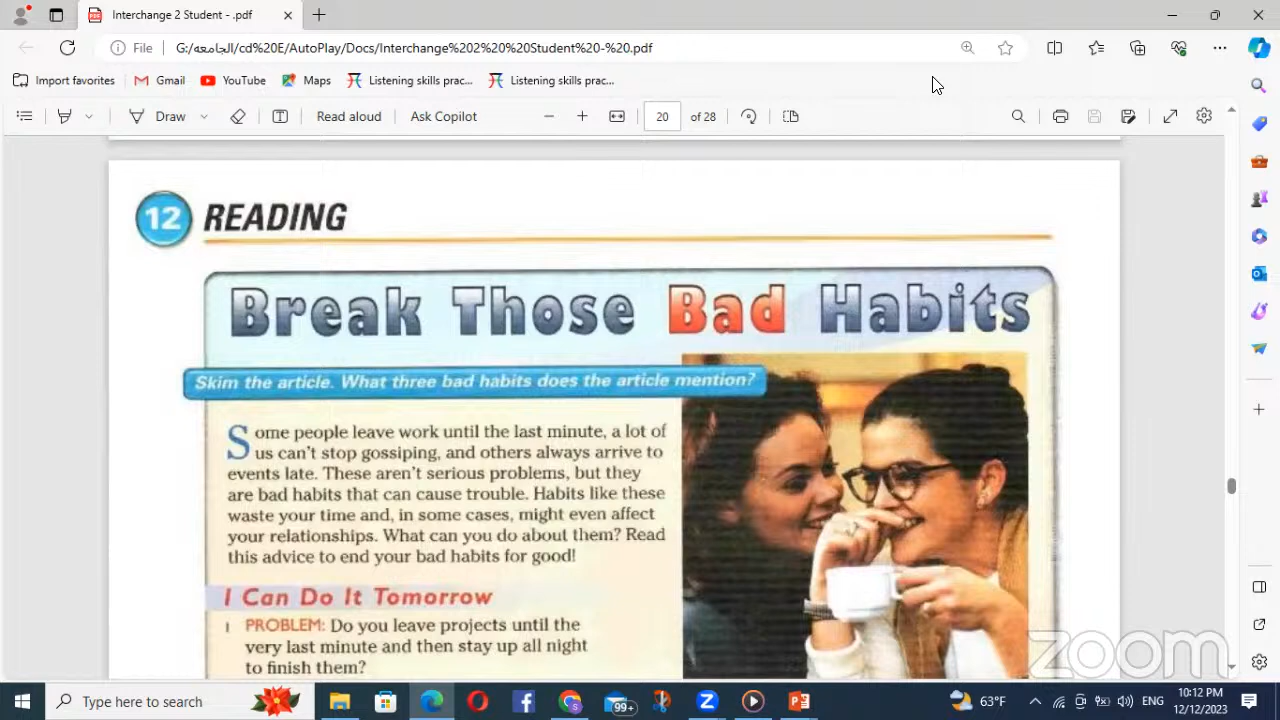 Interchange 2 Student - .pdf
File
G:/الجامعه/cd%20E/AutoPlay/Docs/Interchange%202%20%20Student%20-%20.pdf
Import favorites
Gmail
YouTube
Maps
Listening skills prac...
Listening skills prac...
Draw
Read aloud
Ask Copilot
20
of 28
12
READING
Break Those Bad Habits
Skim the article. What three bad habits does the article mention?
Some people leave work until the last minute, a lot of
us can't stop gossiping, and others always arrive to
events late. These aren't serious problems, but they
are bad habits that can cause trouble. Habits like these
waste your time and, in some cases, might even affect
your relationships. What can you do about them? Read
this advice to end your bad habits for good!
I Can Do It Tomorrow
1 PROBLEM: Do you leave projects until the
very last minute and then stay up all night
to finish them?
zoom
Type here to search
99+
63°F
ENG
10:12 PM
12/12/2023